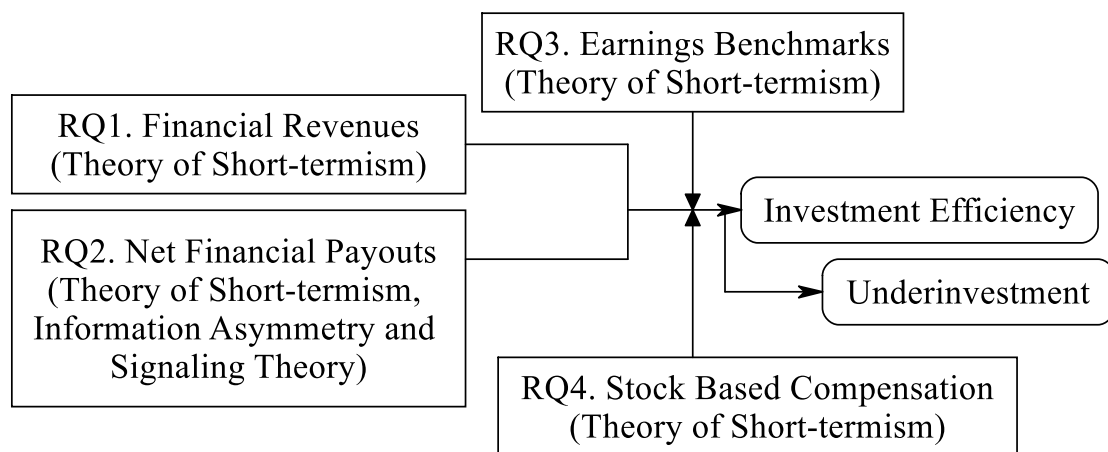 RQ3. Earnings Benchmarks
(Theory of Short-termism)
RQ1. Financial Revenues
(Theory of Short-termism)
RQ2. Net Financial Payouts
(Theory of Short-termism,
Information Asymmetry and
Signaling Theory)
Investment Efficiency
Underinvestment
RQ4. Stock Based Compensation
(Theory of Short-termism)